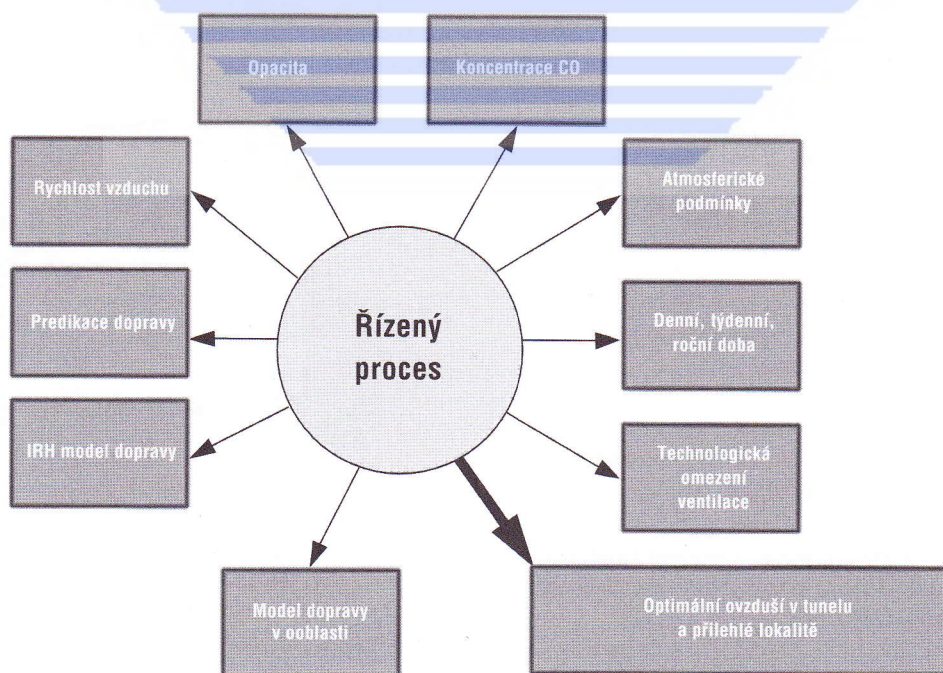 Opacita
Koncentrace CO
Rychlost vzduchu
Atmosferické
podmínky
Řízený
proces
Predikace dopravy
Denní, týdenní,
roční doba
IRH model dopravy
Technologická
omezení
ventilace
Model dopravy
v ooblasti
Optimální ovzduší v tunelu
a přilehlé lokalitě